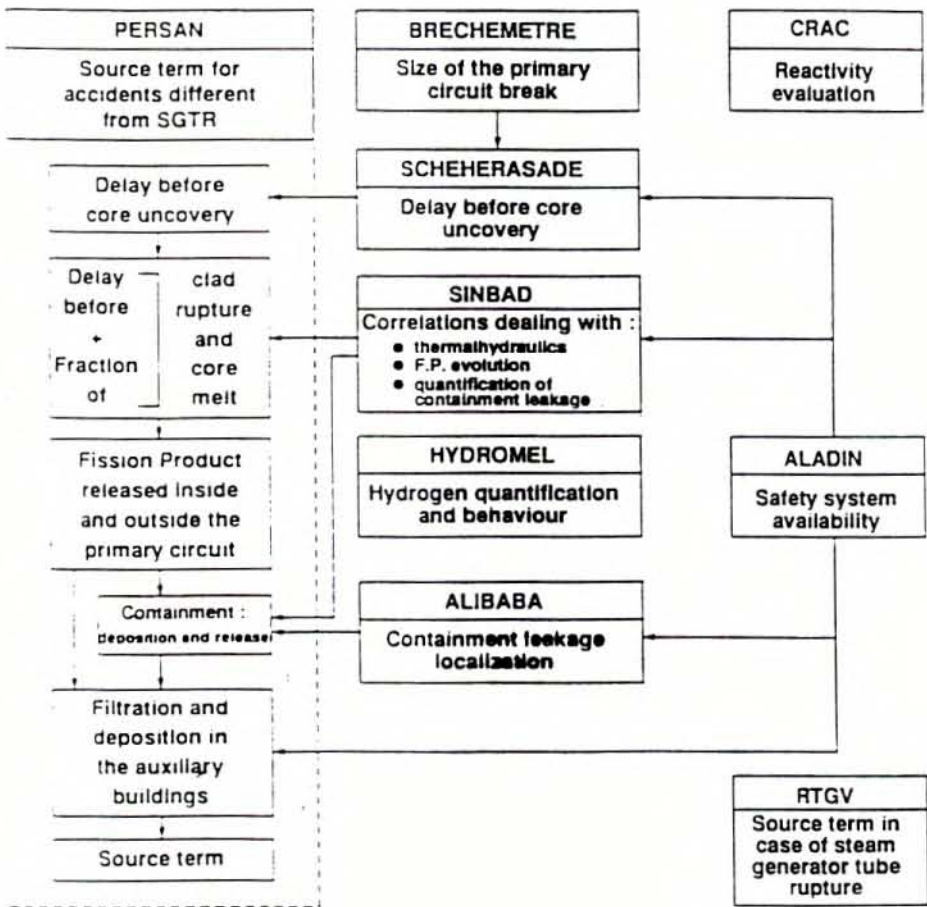 PERSAN
Source term for
accidents different
from SGTR
Delay before
core uncovery
Delay
before
+
Fraction
of
clad
rupture
and
core
melt
Fission Product
released inside
and outside the
primary circuit
Containment :
deposition and release
Filtration and
deposition in
the auxiliary
buildings
Source term
BRECHEMETRE
Size of the primary
circuit break
SCHEHERASADE
Delay before core
uncovery
SINBAD
Correlations dealing with :
● thermalhydraulics
● F.P. evolution
● quantification of
containment leakage
HYDROMEL
Hydrogen quantification
and behaviour
ALIBABA
Containment leakage
localization
CRAC
Reactivity
evaluation
ALADIN
Safety system
availability
RTGV
Source term in
case of steam
generator tube
rupture